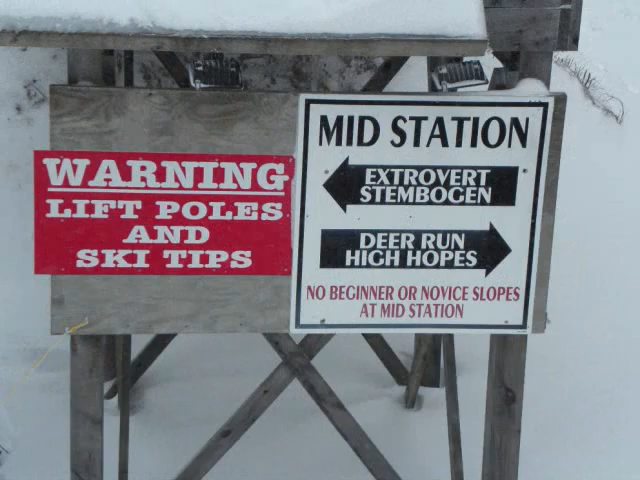 WARNING
LIFT POLES
AND
SKI TIPS
MID STATION
EXTROVERT
STEMBOGEN
DEER RUN
HIGH HOPES
NO BEGINNER OR NOVICE SLOPES
AT MID STATION